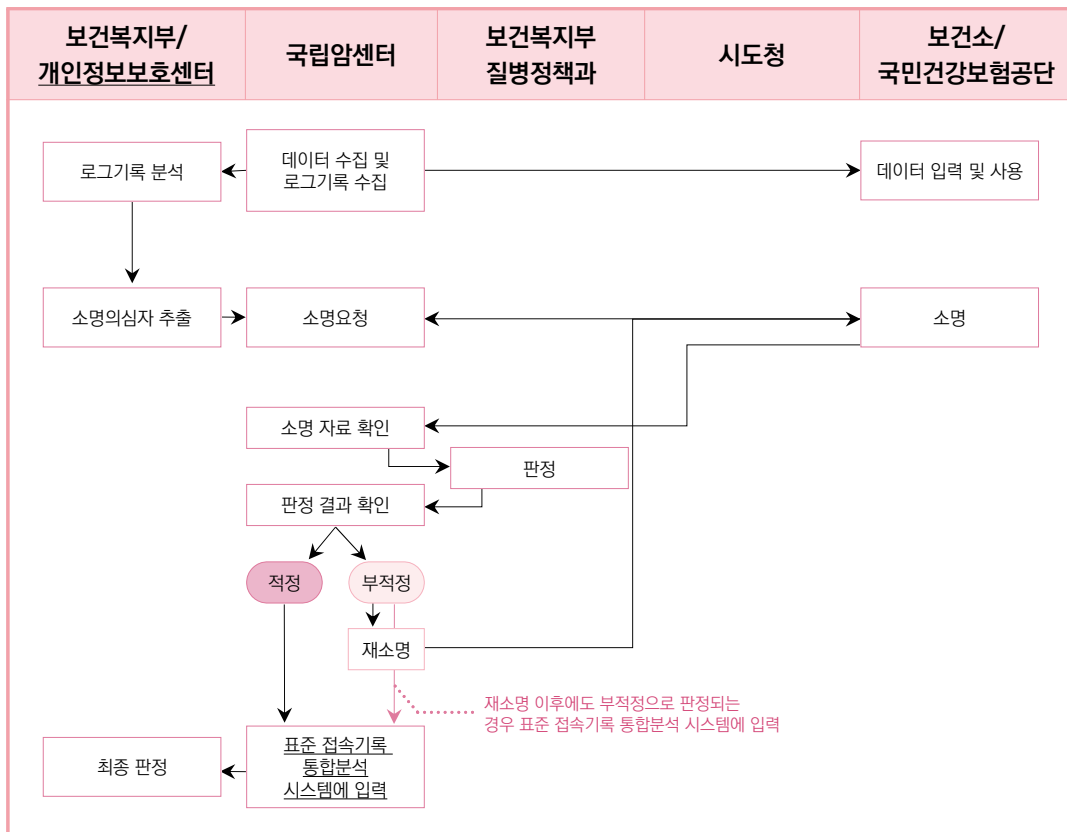 보건복지부/
개인정보보호센터
국립암센터
보건복지부
질병정책과
시도청
보건소/
국민건강보험공단
로그기록 분석
데이터 수집 및
로그기록 수집
데이터 입력 및 사용
소명의심자 추출
소명요청
소명
소명 자료 확인
판정
판정 결과 확인
적정
부적정
재소명
재소명 이후에도 부적정으로 판정되는
경우 표준 접속기록 통합분석 시스템에 입력
최종 판정
표준 접속기록
통합분석
시스템에 입력